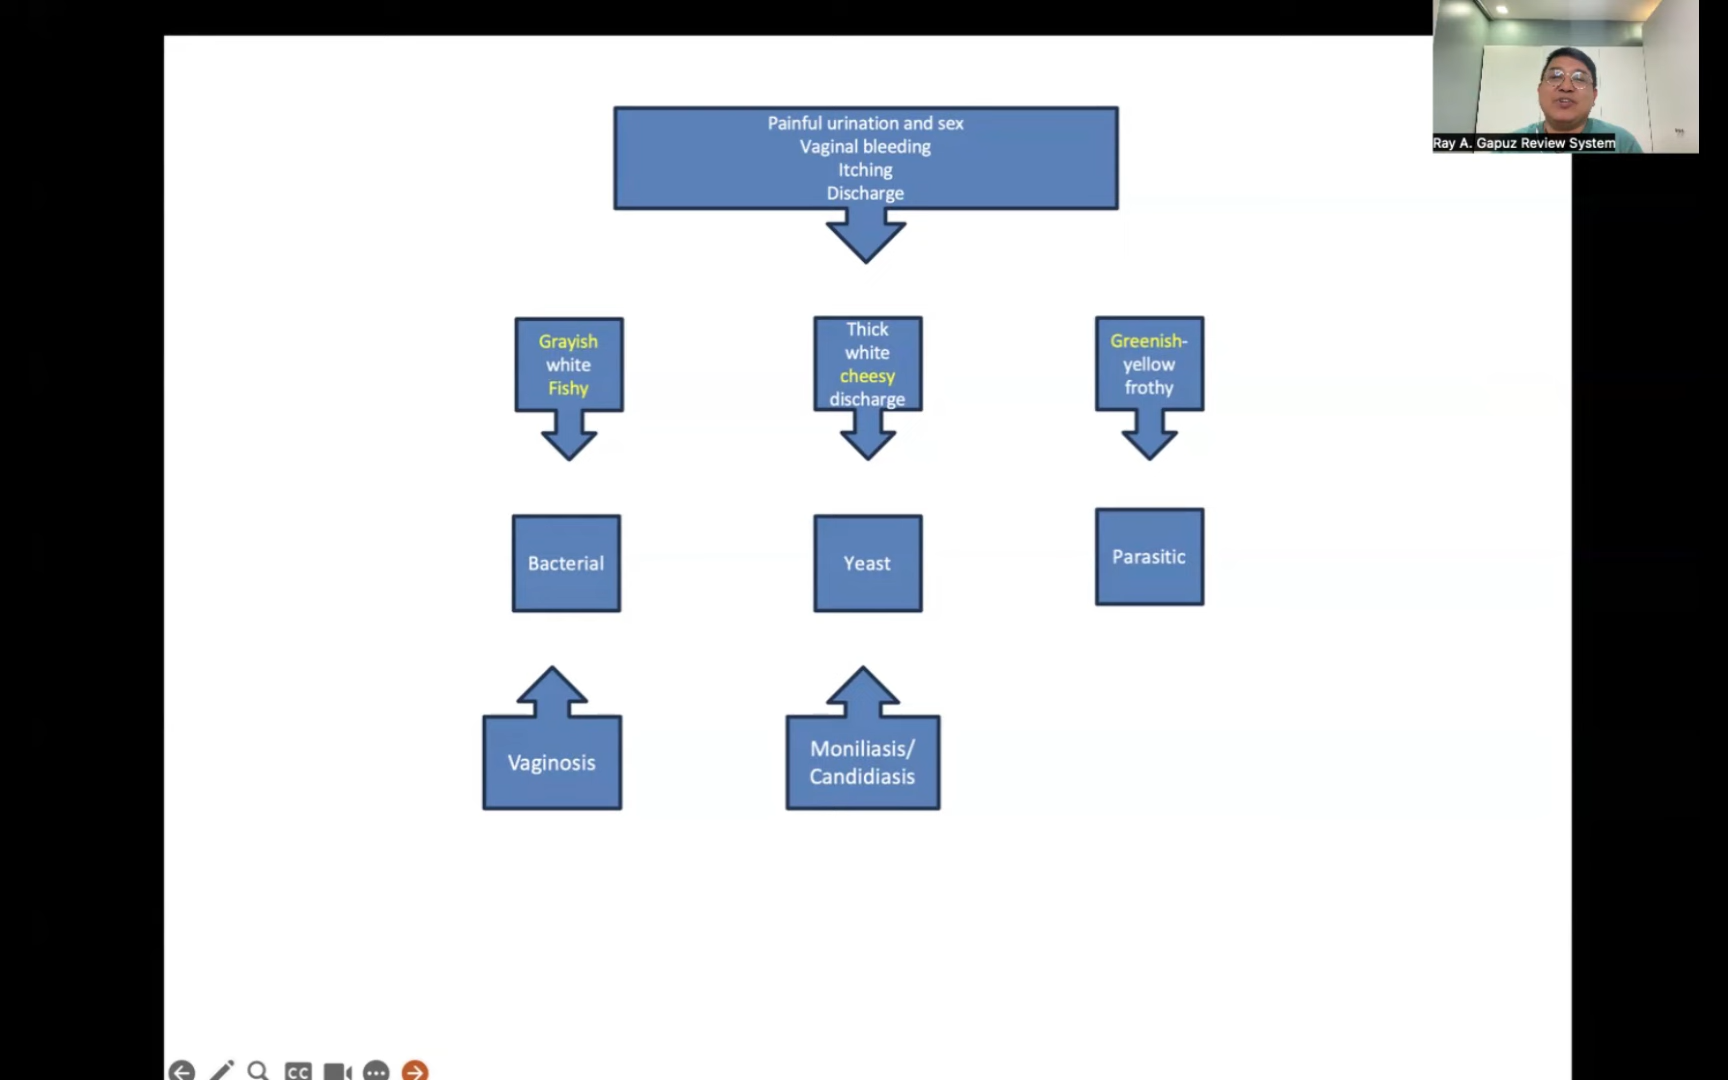 Ray A. Gapuz Review System
Painful urination and sex
Vaginal bleeding
Itching
Discharge
Grayish
white
Fishy
Thick
white
cheesy
discharge
Greenish-
yellow
frothy
Bacterial
Yeast
Parasitic
Vaginosis
Moniliasis/
Candidiasis
CC